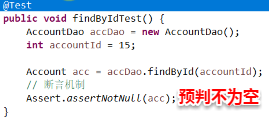 @Test
public void findByIdTest() {
AccountDao accDao = new AccountDao();
int accountId = 15;
Account acc = accDao.findById(accountId);
// 断言机制
Assert.assertNotNull(acc); 预判不为空
}